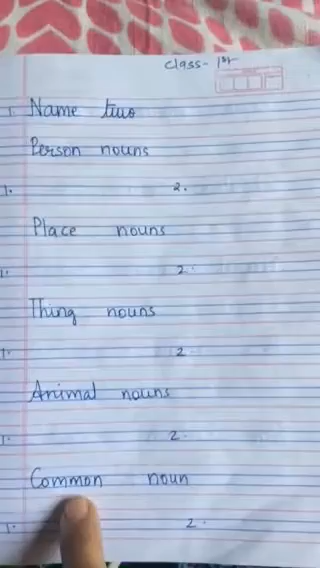 Class- 1st
1. Name two
Person nouns
1. 2.
Place nouns
1. 2.
Thing nouns
1. 2
Animal nouns
1. 2.
Common noun
1. 2.